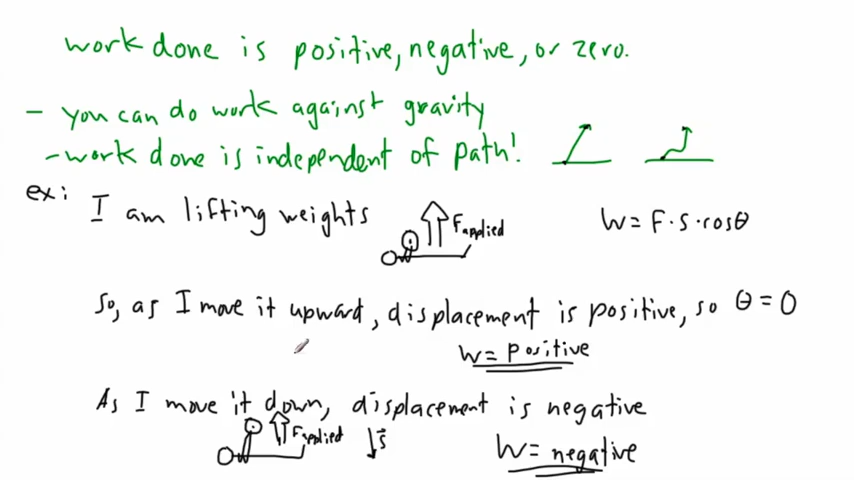 work done is positive, negative, or zero.
- you can do work against gravity
- work done is independent of path!
ex: I am lifting weights
F applied
W = F · s · cosθ
So, as I move it upward, displacement is positive, so θ = 0
W = positive
As I move it down, displacement is negative
F applied
s⃗
W = negative